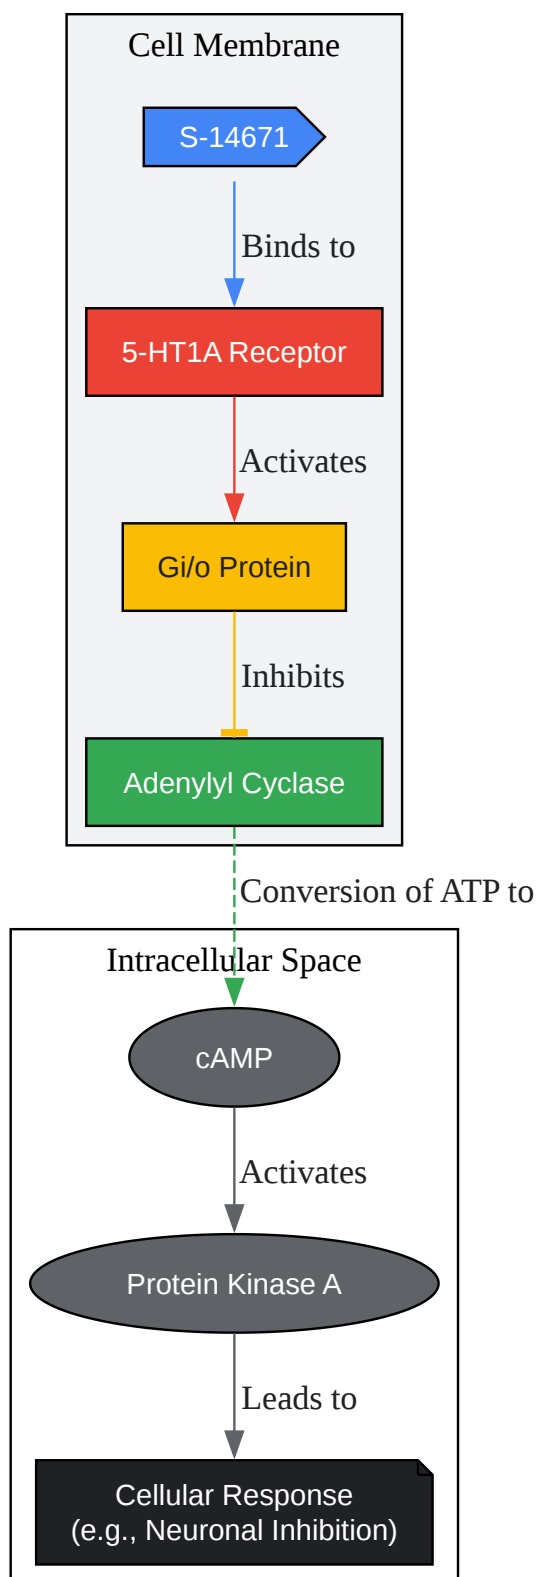 Cell Membrane
S-14671
Binds to
5-HT1A Receptor
Activates
Gi/o Protein
Inhibits
Adenylyl Cyclase
Conversion of ATP to
Intracellular Space
cAMP
Activates
Protein Kinase A
Leads to
Cellular Response
(e.g., Neuronal Inhibition)